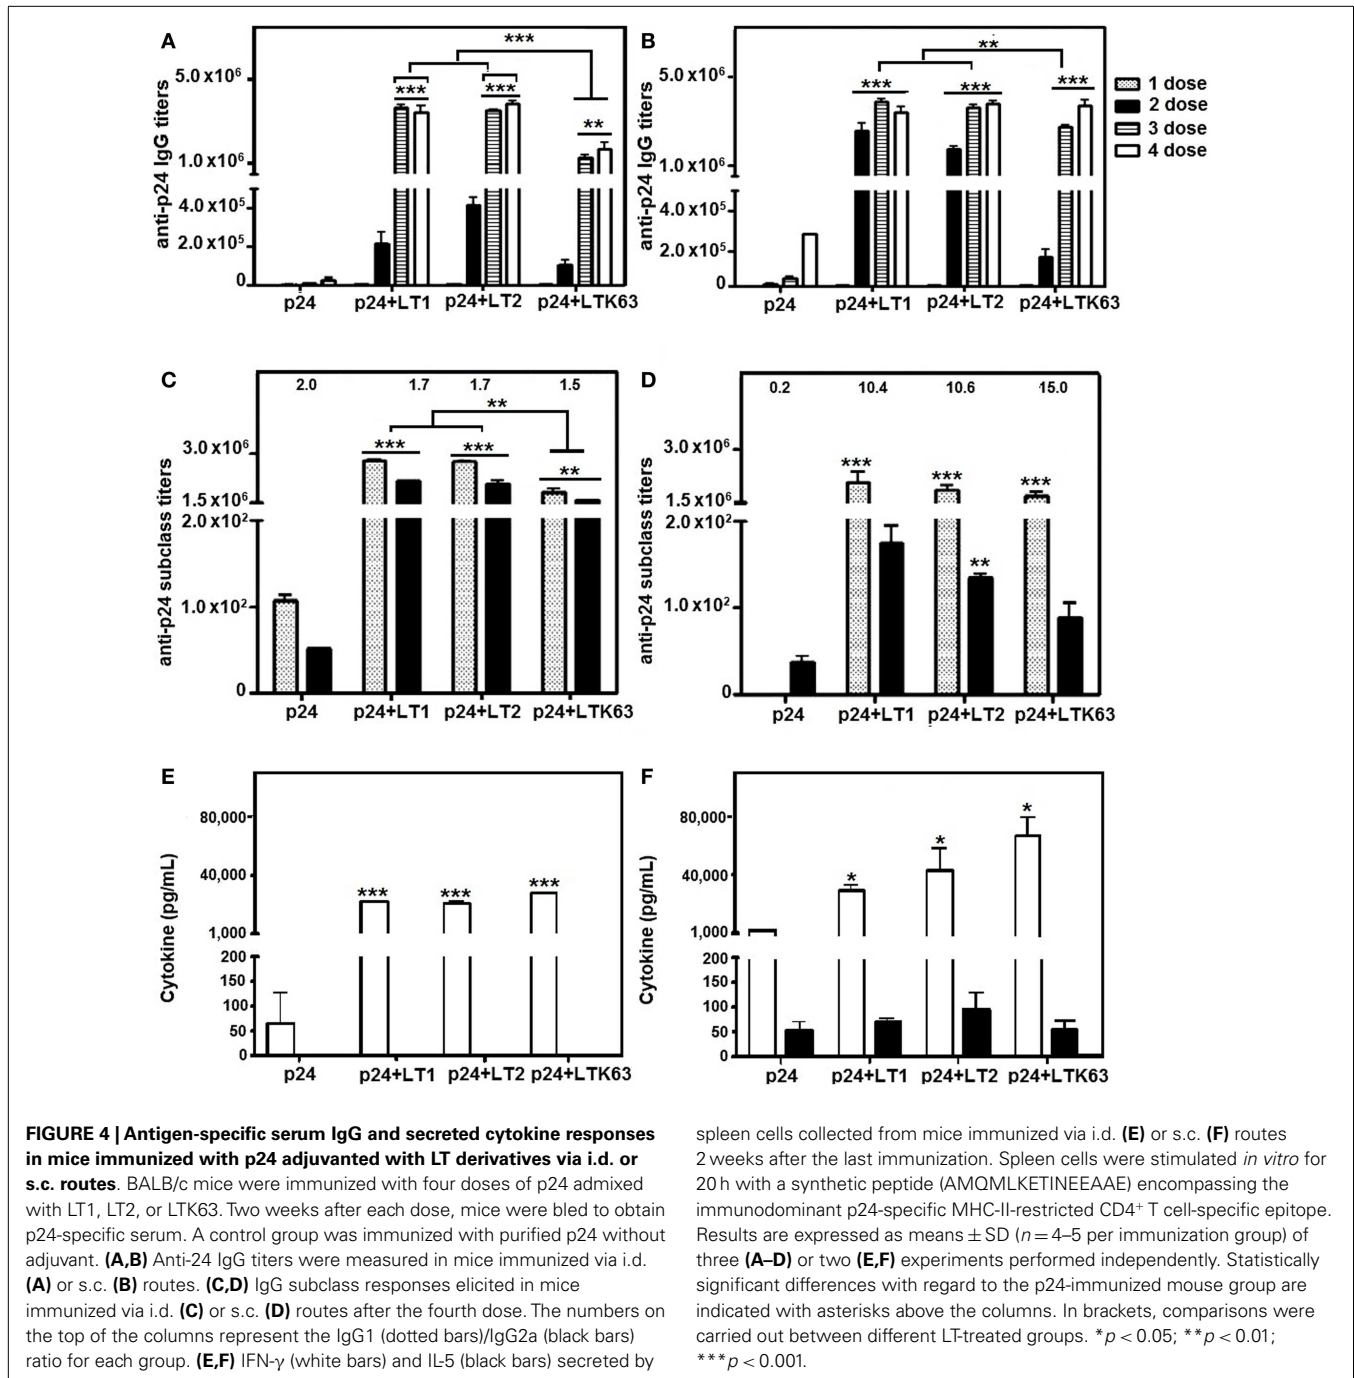 A
***
5.0 x10⁶
1.0 x10⁶
4.0 x10⁵
2.0 x10⁵
0
anti-p24 IgG titers
***
***
**
p24
p24+LT1
p24+LT2
p24+LTK63
B
**
5.0 x10⁶
1.0 x10⁶
4.0 x10⁵
2.0 x10⁵
0
anti-p24 IgG titers
***
***
***
p24
p24+LT1
p24+LT2
p24+LTK63
1 dose
2 dose
3 dose
4 dose
C
2.0
1.7
1.7
1.5
**
3.0 x10⁶
1.5 x10⁶
2.0 x10²
1.0 x10²
0
anti-p24 subclass titers
***
***
**
p24
p24+LT1
p24+LT2
p24+LTK63
D
0.2
10.4
10.6
15.0
3.0 x10⁶
1.5 x10⁶
2.0 x10²
1.0 x10²
0
anti-p24 subclass titers
***
***
***
**
p24
p24+LT1
p24+LT2
p24+LTK63
E
80,000
40,000
1,000
200
150
100
50
0
Cytokine (pg/mL)
***
***
***
p24
p24+LT1
p24+LT2
p24+LTK63
F
80,000
40,000
1,000
200
150
100
50
0
Cytokine (pg/mL)
*
*
*
p24
p24+LT1
p24+LT2
p24+LTK63
FIGURE 4 | Antigen-specific serum IgG and secreted cytokine responses
in mice immunized with p24 adjuvanted with LT derivatives via i.d. or
s.c. routes. BALB/c mice were immunized with four doses of p24 admixed
with LT1, LT2, or LTK63. Two weeks after each dose, mice were bled to obtain
p24-specific serum. A control group was immunized with purified p24 without
adjuvant. (A,B) Anti-24 IgG titers were measured in mice immunized via i.d.
(A) or s.c. (B) routes. (C,D) IgG subclass responses elicited in mice
immunized via i.d. (C) or s.c. (D) routes after the fourth dose. The numbers on
the top of the columns represent the IgG1 (dotted bars)/IgG2a (black bars)
ratio for each group. (E,F) IFN-γ (white bars) and IL-5 (black bars) secreted by
spleen cells collected from mice immunized via i.d. (E) or s.c. (F) routes
2 weeks after the last immunization. Spleen cells were stimulated in vitro for
20 h with a synthetic peptide (AMQMLKETINEEAAE) encompassing the
immunodominant p24-specific MHC-II-restricted CD4⁺ T cell-specific epitope.
Results are expressed as means ± SD (n = 4–5 per immunization group) of
three (A–D) or two (E,F) experiments performed independently. Statistically
significant differences with regard to the p24-immunized mouse group are
indicated with asterisks above the columns. In brackets, comparisons were
carried out between different LT-treated groups. *p < 0.05; **p < 0.01;
***p < 0.001.